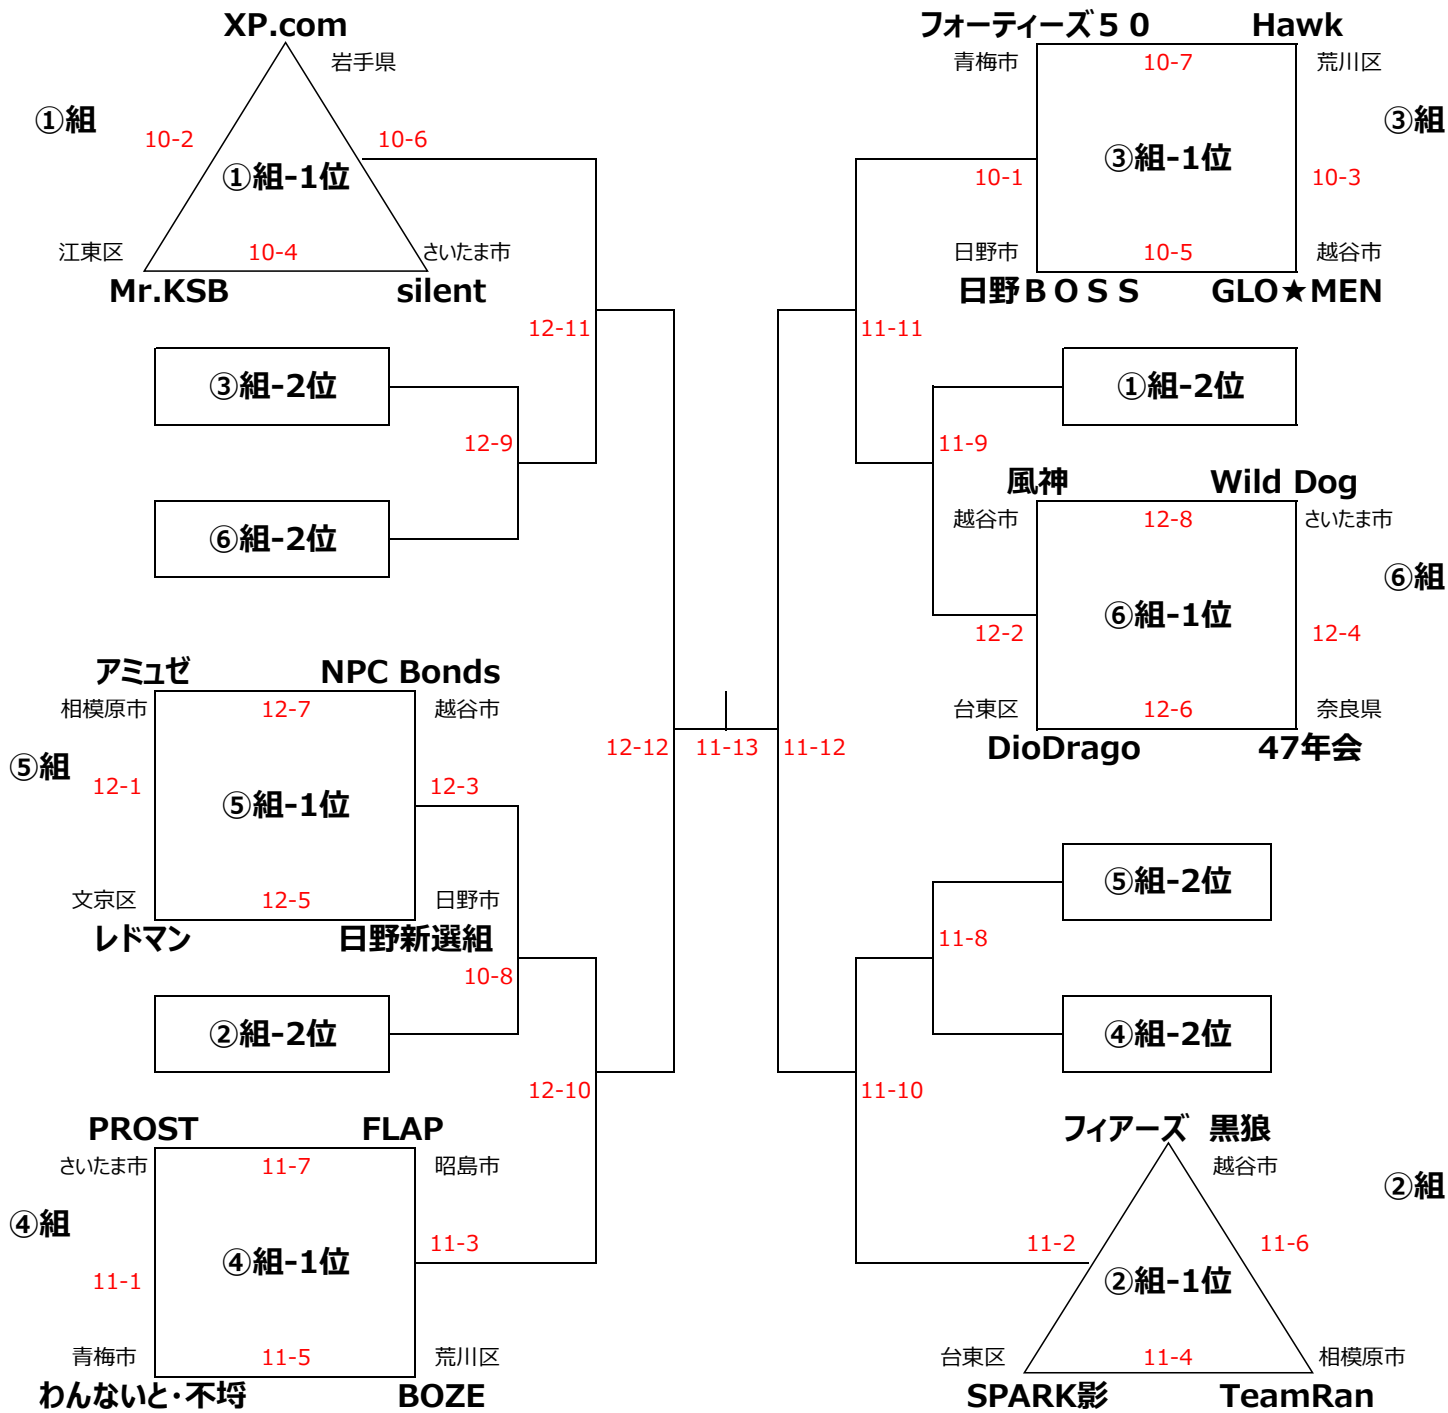 XP.com
岩手県
①組
10-2
10-6
①組-1位
江東区
10-4
さいたま市
Mr.KSB
silent
12-11
③組-2位
12-9
⑥組-2位
アミュゼ
NPC Bonds
相模原市
12-7
越谷市
⑤組
12-1
⑤組-1位
12-3
文京区
12-5
日野市
レドマン
日野新選組
10-8
②組-2位
12-10
PROST
FLAP
さいたま市
11-7
昭島市
④組
11-1
④組-1位
11-3
青梅市
11-5
荒川区
わんないと・不埒
BOZE
12-12
11-13
11-12
フォーティーズ５０
Hawk
青梅市
10-7
荒川区
③組
10-1
③組-1位
10-3
日野市
10-5
越谷市
日野ＢＯＳＳ
GLO★MEN
11-11
①組-2位
11-9
風神
Wild Dog
越谷市
12-8
さいたま市
⑥組
12-2
⑥組-1位
12-4
台東区
12-6
奈良県
DioDrago
47年会
⑤組-2位
11-8
④組-2位
11-10
フィアーズ 黒狼
越谷市
②組
11-2
11-6
②組-1位
台東区
11-4
相模原市
SPARK影
TeamRan